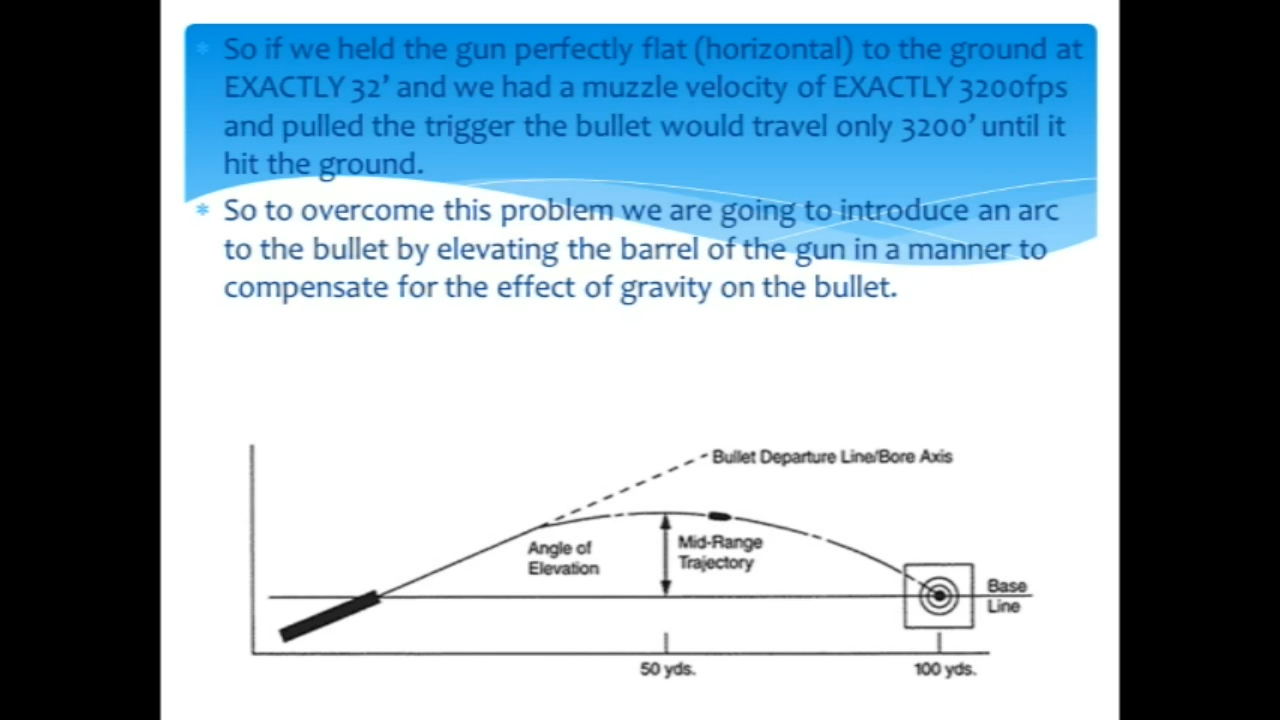 * So if we held the gun perfectly flat (horizontal) to the ground at
EXACTLY 32' and we had a muzzle velocity of EXACTLY 3200fps
and pulled the trigger the bullet would travel only 3200' until it
hit the ground.
* So to overcome this problem we are going to introduce an arc
to the bullet by elevating the barrel of the gun in a manner to
compensate for the effect of gravity on the bullet.
Bullet Departure Line/Bore Axis
Angle of
Elevation
Mid-Range
Trajectory
Base
Line
50 yds.
100 yds.